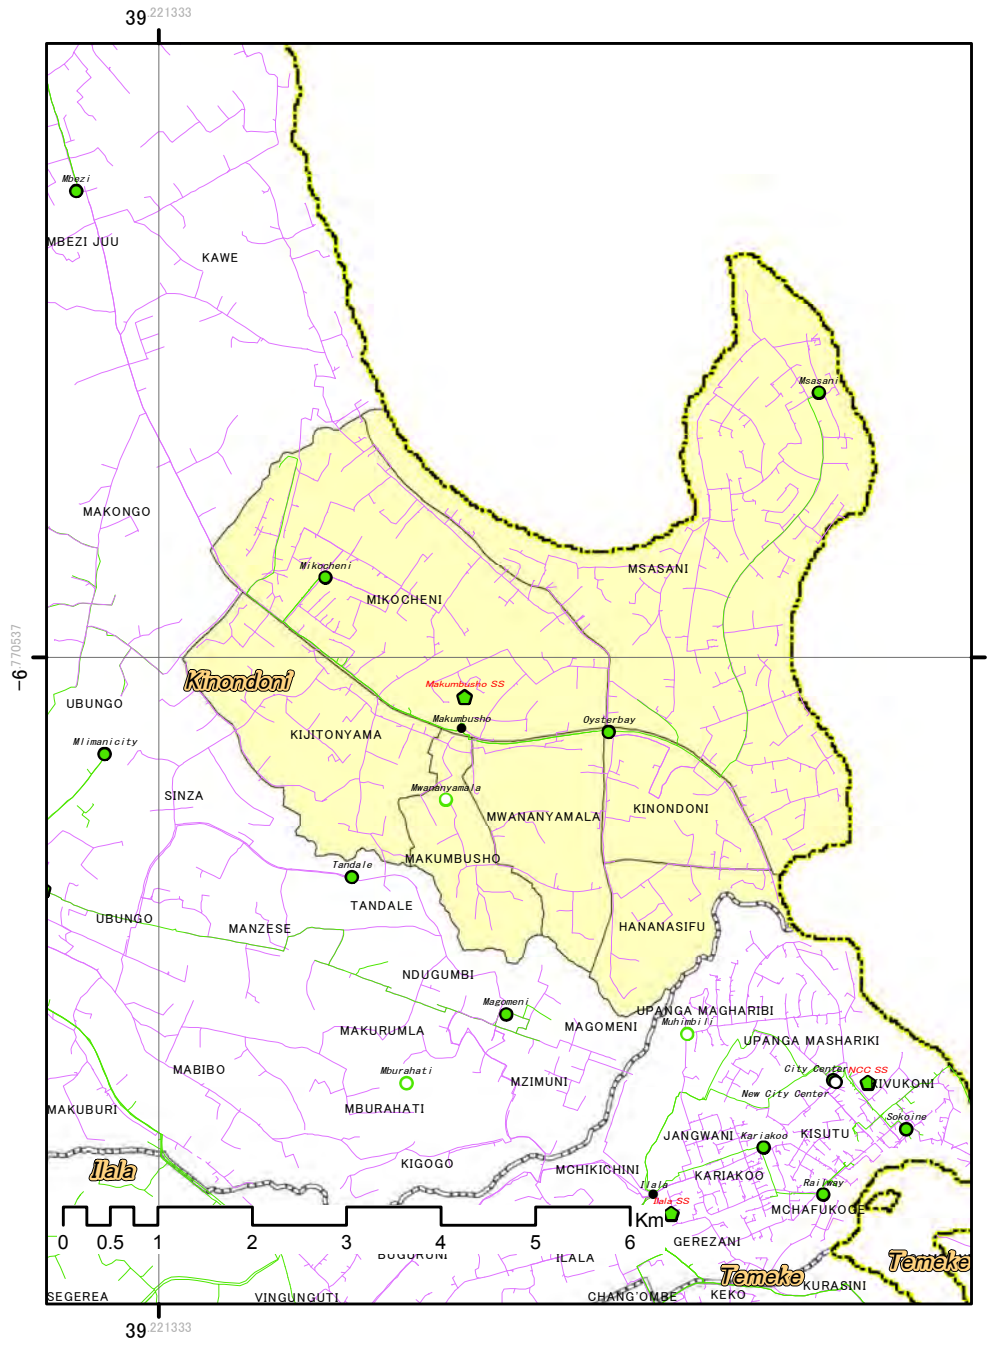 39.221333
Mbezi
MBEZI JUU
KAWE
Msasani
MAKONGO
Mikocheni
MIKOCHENI
MSASANI
-6.770537
Kinondoni
Makumbusho SS
UBUNGO
Makumbusho
Oysterbay
KIJITONYAMA
Mlimanicity
SINZA
Mwananyamala
MWANANYAMALA
KINONDONI
MAKUMBUSHO
Tandale
TANDALE
UBUNGO
MANZESE
HANANASIFU
NDUGUMBI
Magomeni
UPANGA MAGHARIBI
MAKURUMLA
MAGOMENI
Muhimbili
UPANGA MASHARIKI
MABIBO
Mburahati
MZIMUNI
City Center
NCC SS
KIVUKONI
New City Center
MAKUBURI
MBURAHATI
Sokoine
JANGWANI
Kariakoo
KISUTU
Ilala
KIGOGO
MCHIKICHINI
KARIAKOO
Ilala
Railway
Ilala SS
MCHAFUKOGE
0 0.5 1 2 3 4 5 6 Km
GEREZANI
BUGURUNI
ILALA
Temeke
Temeke
SEGEREA
VINGUNGUTI
CHANG'OMBE
KEKO
KURASINI
39.221333